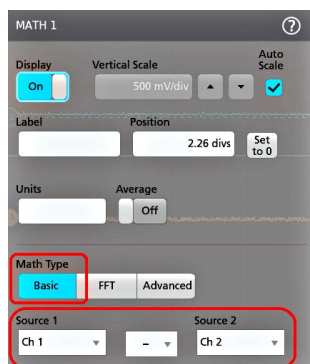 MATH 1 ?
Display Vertical Scale Auto Scale
On 500 mV/div
Label Position
2.26 divs Set to 0
Units Average
Off
Math Type
Basic FFT Advanced
Source 1 Source 2
Ch 1 - Ch 2